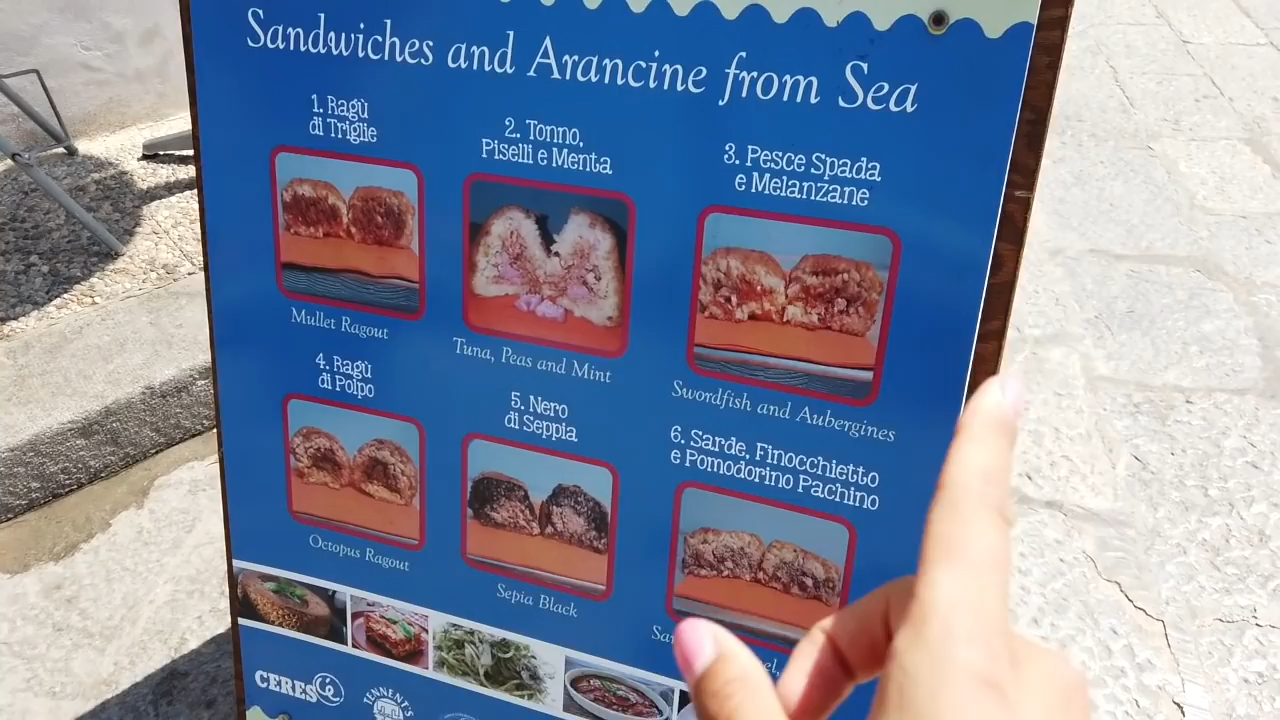 Sandwiches and Arancine from Sea
1. Ragù
di Triglie
Mullet Ragout
2. Tonno,
Piselli e Menta
Tuna, Peas and Mint
3. Pesce Spada
e Melanzane
Swordfish and Aubergines
4. Ragù
di Polpo
Octopus Ragout
5. Nero
di Seppia
Sepia Black
6. Sarde, Finocchietto
e Pomodorino Pachino
CERES
TENNENT'S